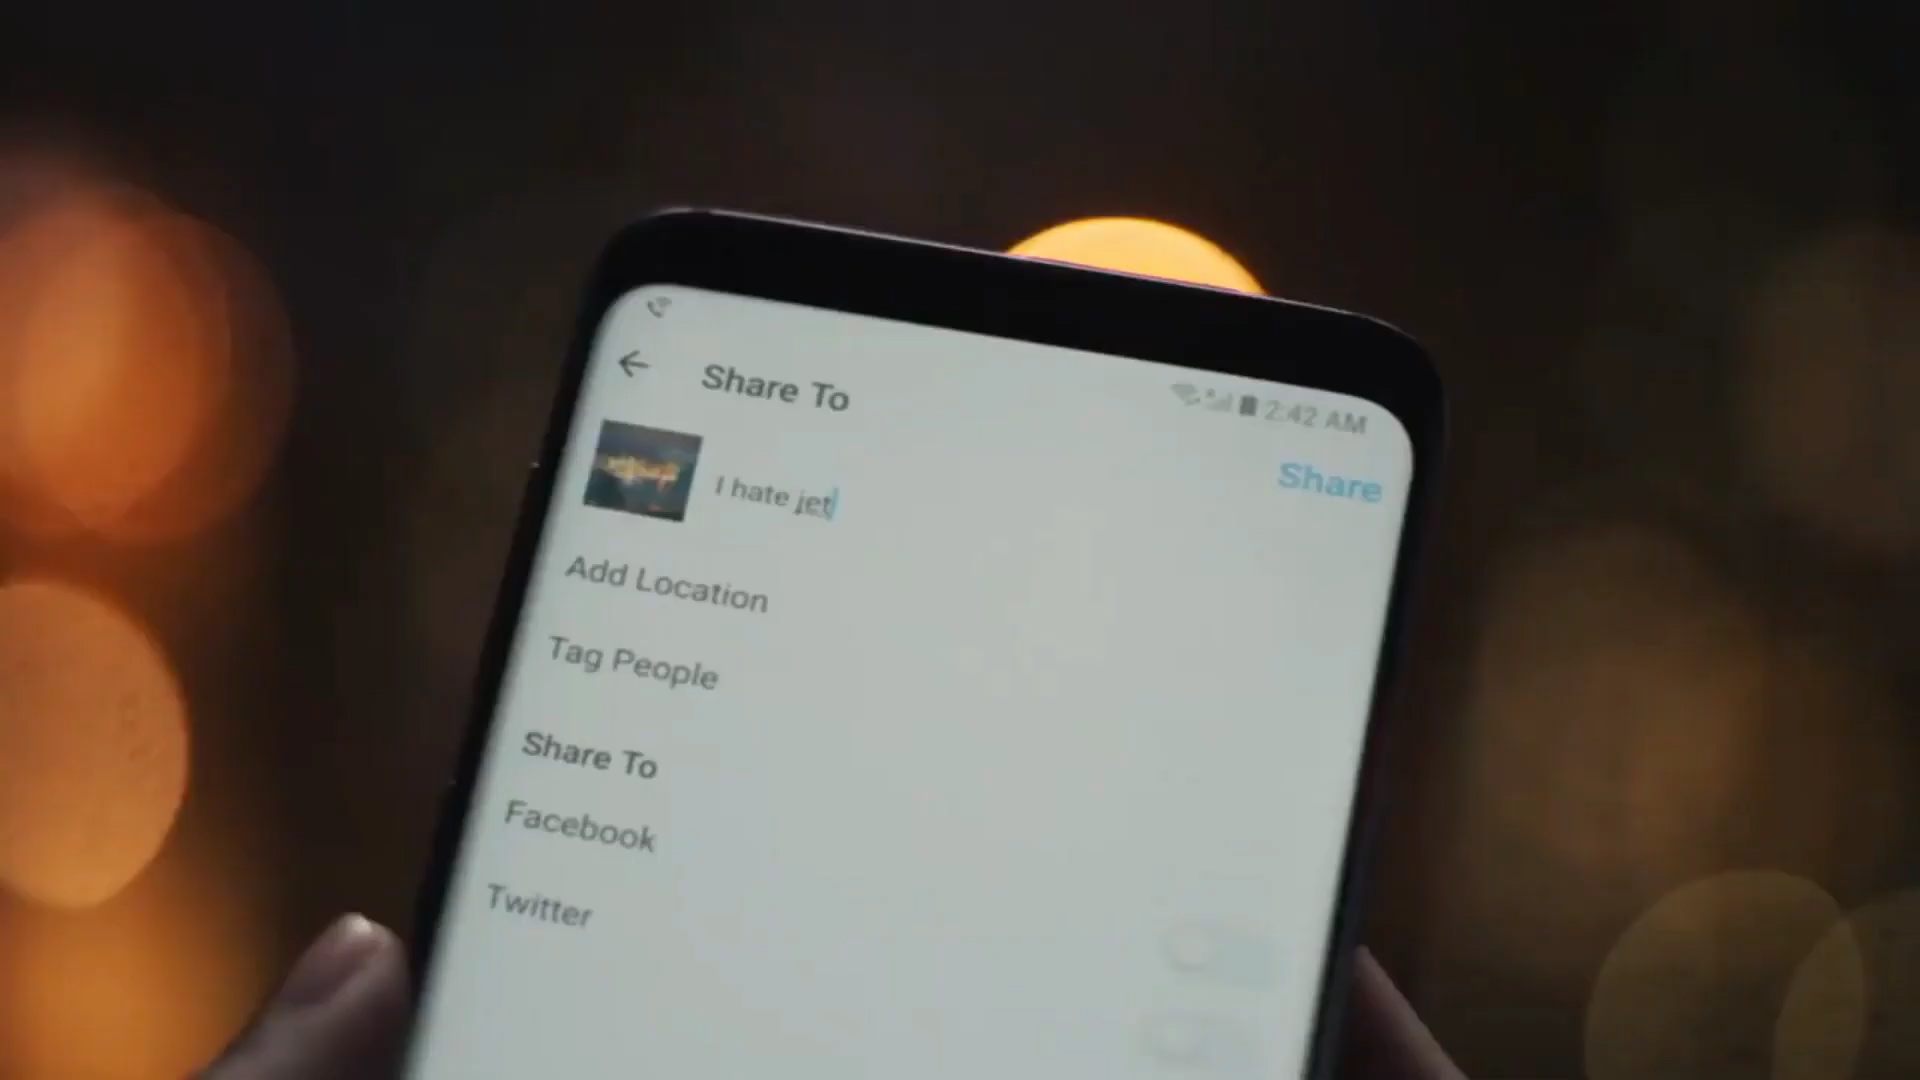 2:42 AM
Share To
Share
I hate jet
Add Location
Tag People
Share To
Facebook
Twitter